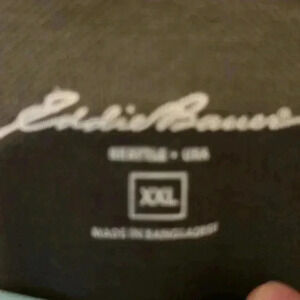 Eddie Bauer
SEATTLE • USA
XXL
MADE IN BANGLADESH